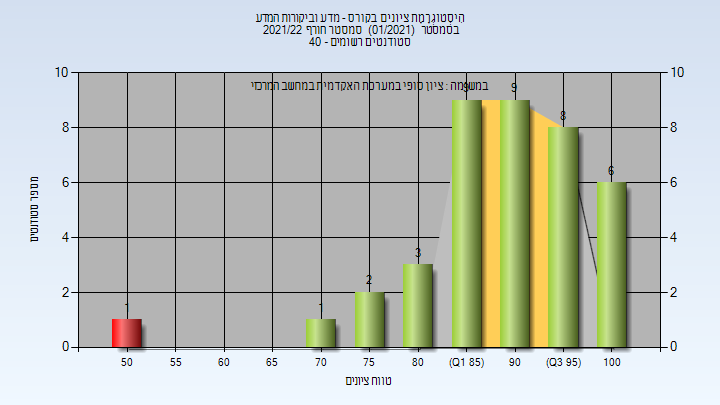 היסטוגרמת ציונים בקורס - מדע וביקורות המדע
בסמסטר (01/2021) סמסטר חורף 2021/22
סטודנטים רשומים - 40
במשימה : ציון סופי במערכת האקדמית במחשב המרכזי
מספר סטודנטים
10 10
8 8
6 6
4 4
2 2
0 0
1 1 2 3 9 9 8 6
50 55 60 65 70 75 80 (Q1 85) 90 (Q3 95) 100
טווח ציונים